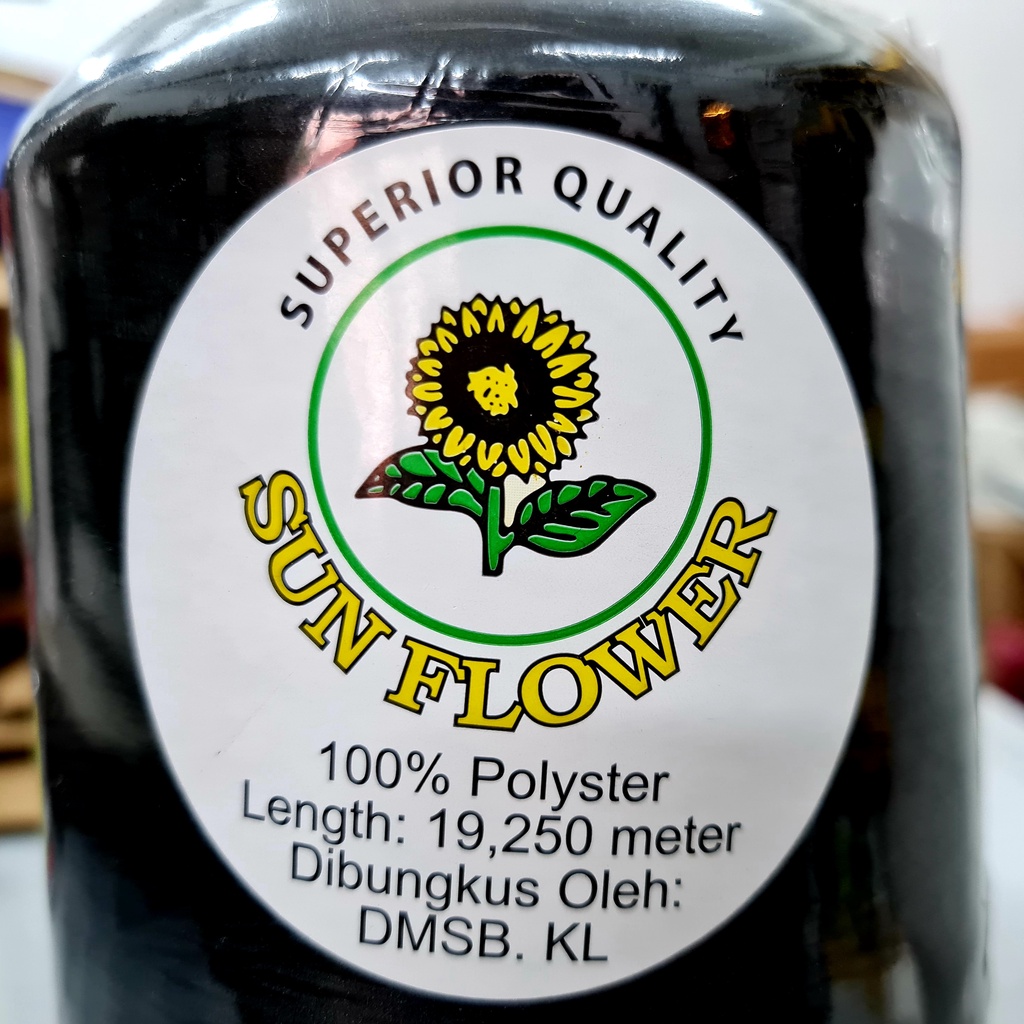 SUPERIOR QUALITY
SUN FLOWER
100% Polyster
Length: 19,250 meter
Dibungkus Oleh:
DMSB. KL